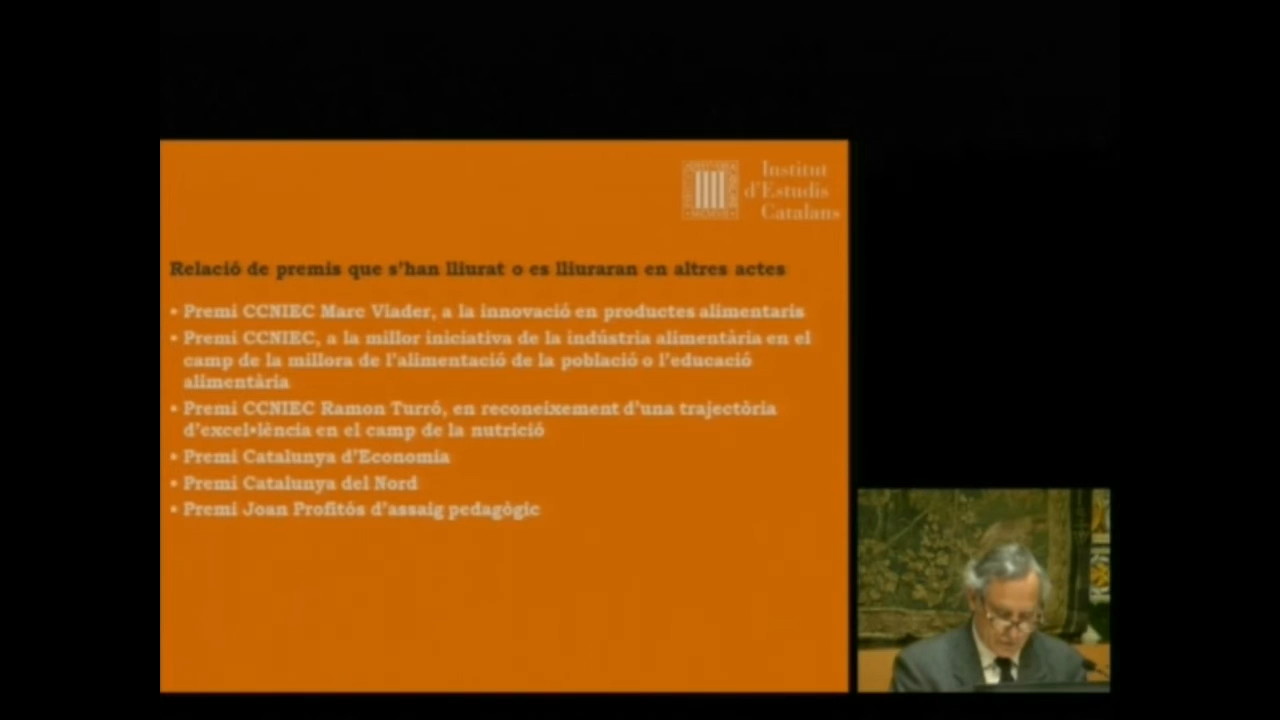 Institut
d'Estudis
Catalans
Relació de premis que s'han lliurat o es lliuraran en altres actes
• Premi CCNIEC Marc Viader, a la innovació en productes alimentaris
• Premi CCNIEC, a la millor iniciativa de la indústria alimentària en el
camp de la millora de l'alimentació de la població o l'educació
alimentària
• Premi CCNIEC Ramon Turró, en reconeixement d'una trajectòria
d'excel•lència en el camp de la nutrició
• Premi Catalunya d'Economia
• Premi Catalunya del Nord
• Premi Joan Profitós d'assaig pedagògic